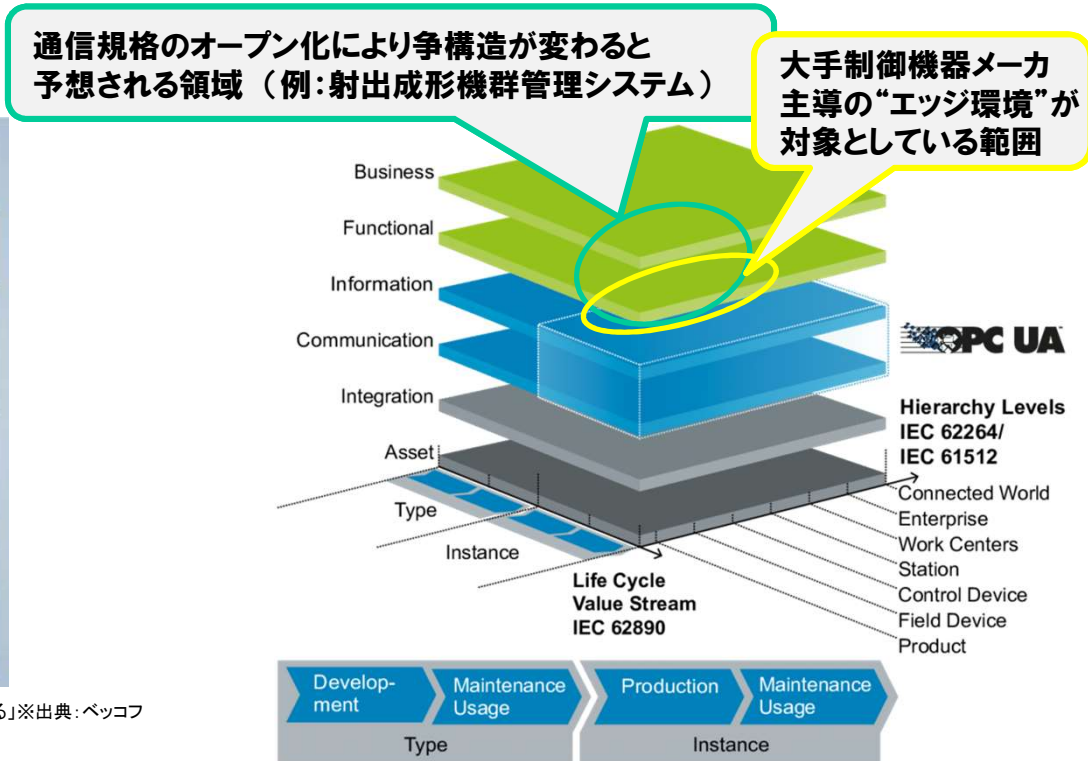 通信規格のオープン化により争構造が変わると
予想される領域 （例：射出成形機群管理システム）
大手制御機器メーカ
主導の“エッジ環境”が
対象としている範囲
Business
Functional
Information
Communication
Integration
Asset
Type
Instance
OPC UA
Hierarchy Levels
IEC 62264/
IEC 61512
Connected World
Enterprise
Work Centers
Station
Control Device
Field Device
Product
Life Cycle
Value Stream
IEC 62890
る」※出典：ベッコフ
Develop-
ment
Maintenance
Usage
Production
Maintenance
Usage
Type
Instance